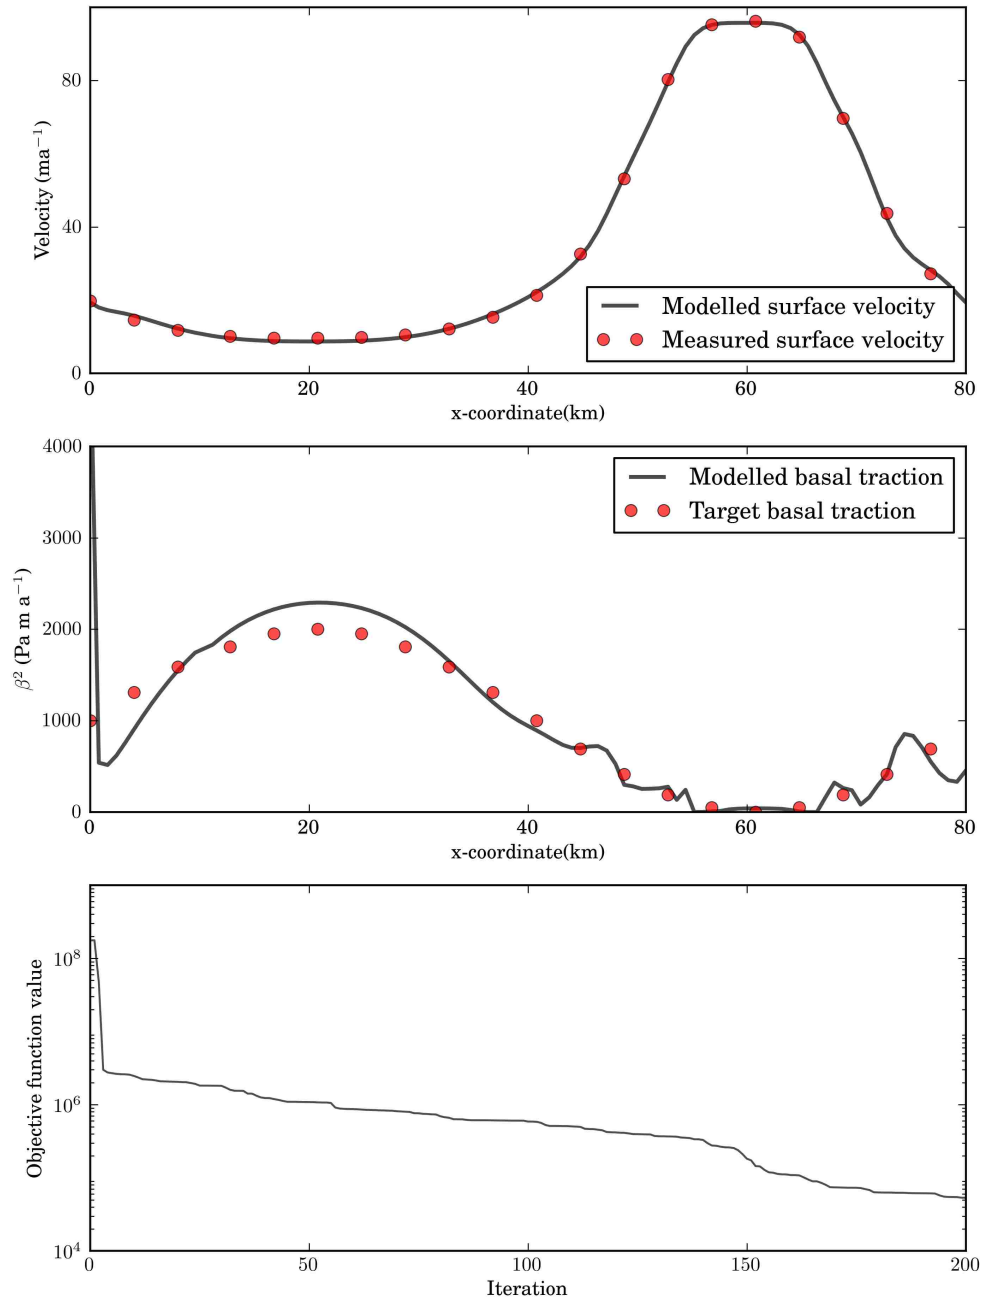 80
40
0
Velocity (ma⁻¹)
Modelled surface velocity
Measured surface velocity
0 20 40 60 80
x-coordinate(km)
4000
3000
2000
1000
0
β² (Pa m a⁻¹)
Modelled basal traction
Target basal traction
0 20 40 60 80
x-coordinate(km)
10⁸
10⁶
10⁴
Objective function value
0 50 100 150 200
Iteration